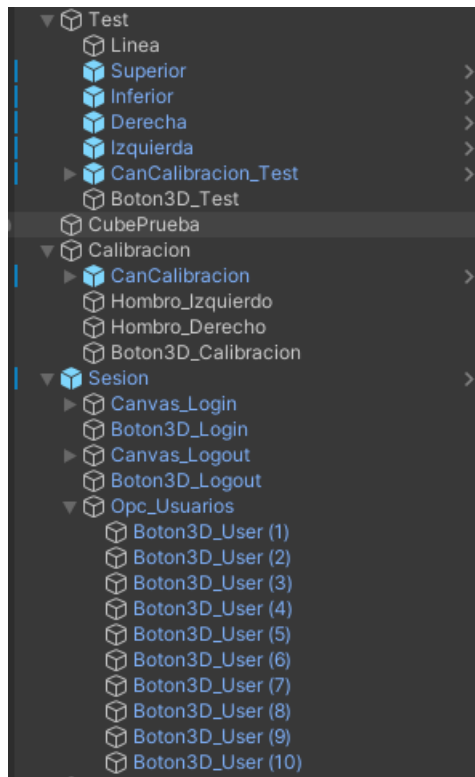 Test
Linea
Superior
Inferior
Derecha
Izquierda
CanCalibracion_Test
Boton3D_Test
CubePrueba
Calibracion
CanCalibracion
Hombro_Izquierdo
Hombro_Derecho
Boton3D_Calibracion
Sesion
Canvas_Login
Boton3D_Login
Canvas_Logout
Boton3D_Logout
Opc_Usuarios
Boton3D_User (1)
Boton3D_User (2)
Boton3D_User (3)
Boton3D_User (4)
Boton3D_User (5)
Boton3D_User (6)
Boton3D_User (7)
Boton3D_User (8)
Boton3D_User (9)
Boton3D_User (10)